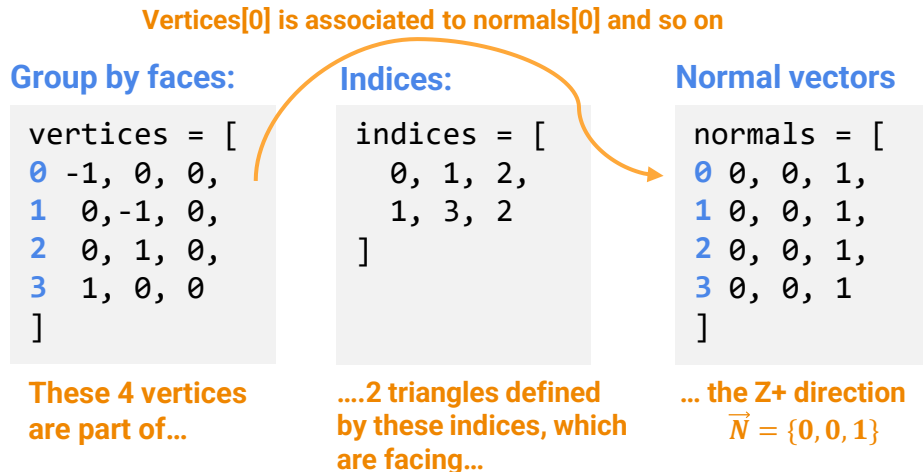 Vertices[0] is associated to normals[0] and so on
Group by faces:
vertices = [
0 -1, 0, 0,
1 0,-1, 0,
2 0, 1, 0,
3 1, 0, 0
]
These 4 vertices
are part of…
Indices:
indices = [
0, 1, 2,
1, 3, 2
]
….2 triangles defined
by these indices, which
are facing…
Normal vectors
normals = [
0 0, 0, 1,
1 0, 0, 1,
2 0, 0, 1,
3 0, 0, 1
]
… the Z+ direction
N⃗ = {0, 0, 1}